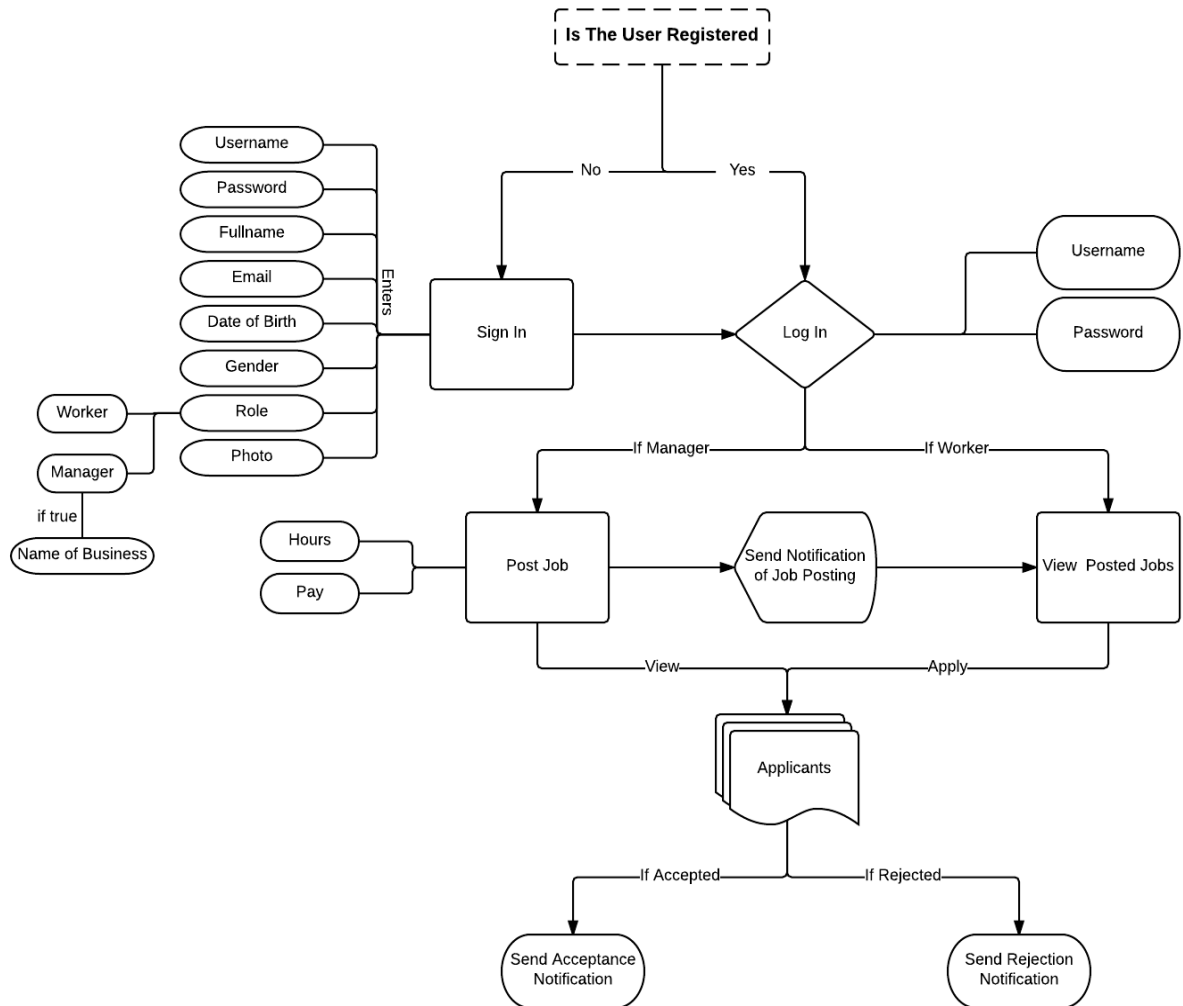 Is The User Registered
No
Yes
Username
Password
Fullname
Email
Date of Birth
Gender
Role
Photo
Enters
Worker
Manager
if true
Name of Business
Sign In
Log In
Username
Password
If Manager
If Worker
Hours
Pay
Post Job
Send Notification
of Job Posting
View Posted Jobs
View
Apply
Applicants
If Accepted
If Rejected
Send Acceptance
Notification
Send Rejection
Notification